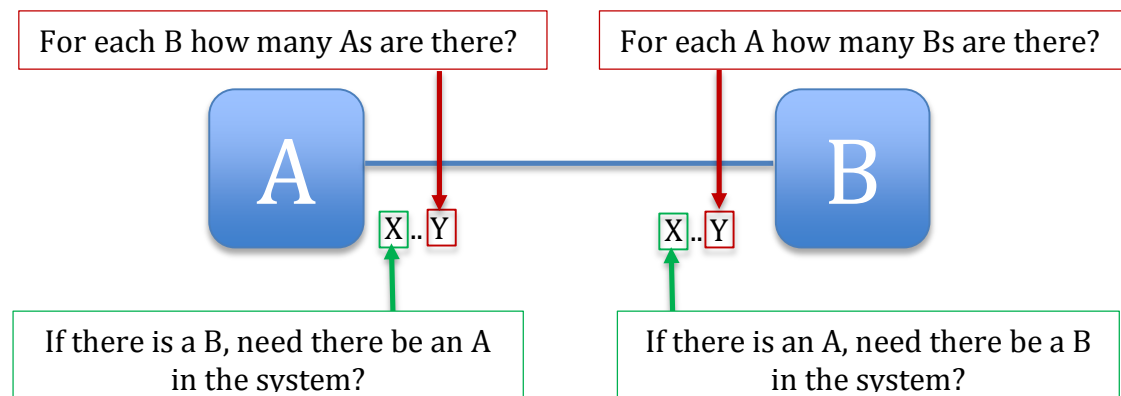 For each B how many As are there?
For each A how many Bs are there?
A
B
X.. Y
X.. Y
If there is a B, need there be an A
in the system?
If there is an A, need there be a B
in the system?